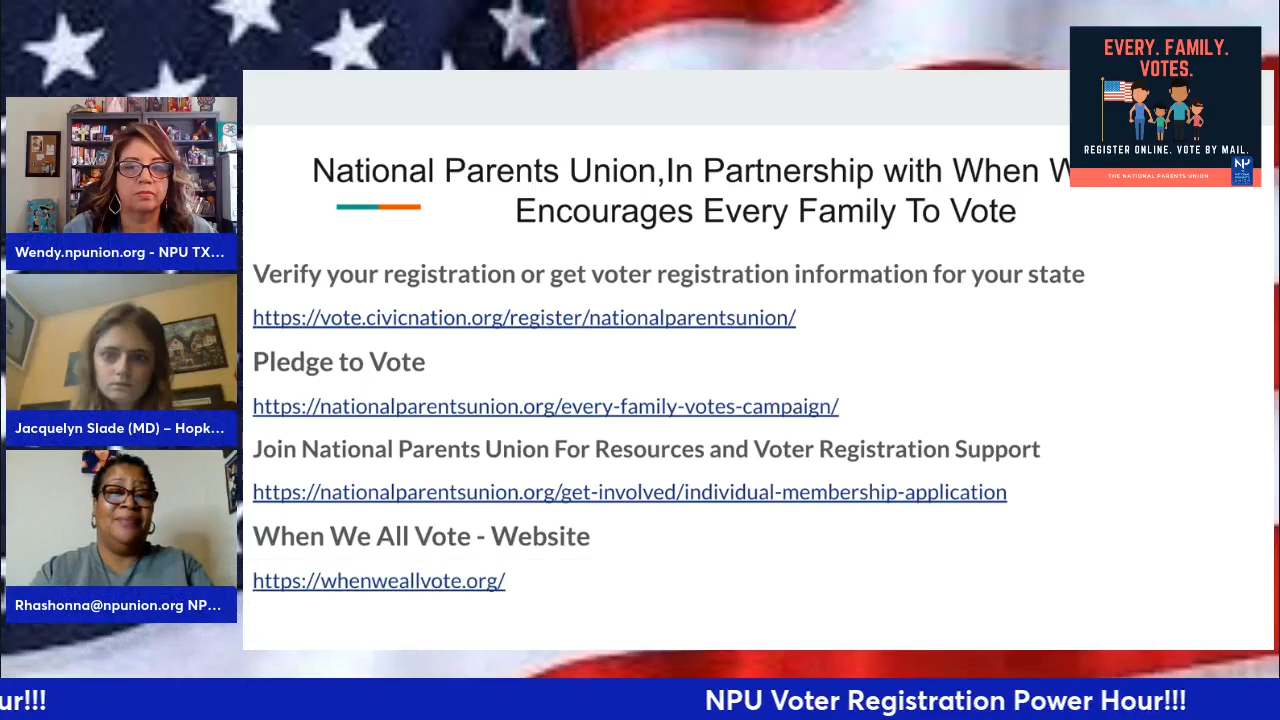 EVERY. FAMILY.
VOTES.
REGISTER ONLINE. VOTE BY MAIL.
THE NATIONAL PARENTS UNION
NP
National Parents Union,In Partnership with When W
Encourages Every Family To Vote
Verify your registration or get voter registration information for your state
https://vote.civicnation.org/register/nationalparentsunion/
Pledge to Vote
https://nationalparentsunion.org/every-family-votes-campaign/
Join National Parents Union For Resources and Voter Registration Support
https://nationalparentsunion.org/get-involved/individual-membership-application
When We All Vote - Website
https://whenweallvote.org/
Wendy.npunion.org - NPU TX...
Jacquelyn Slade (MD) – Hopk...
Rhashonna@npunion.org NP...
ur!!!
NPU Voter Registration Power Hour!!!